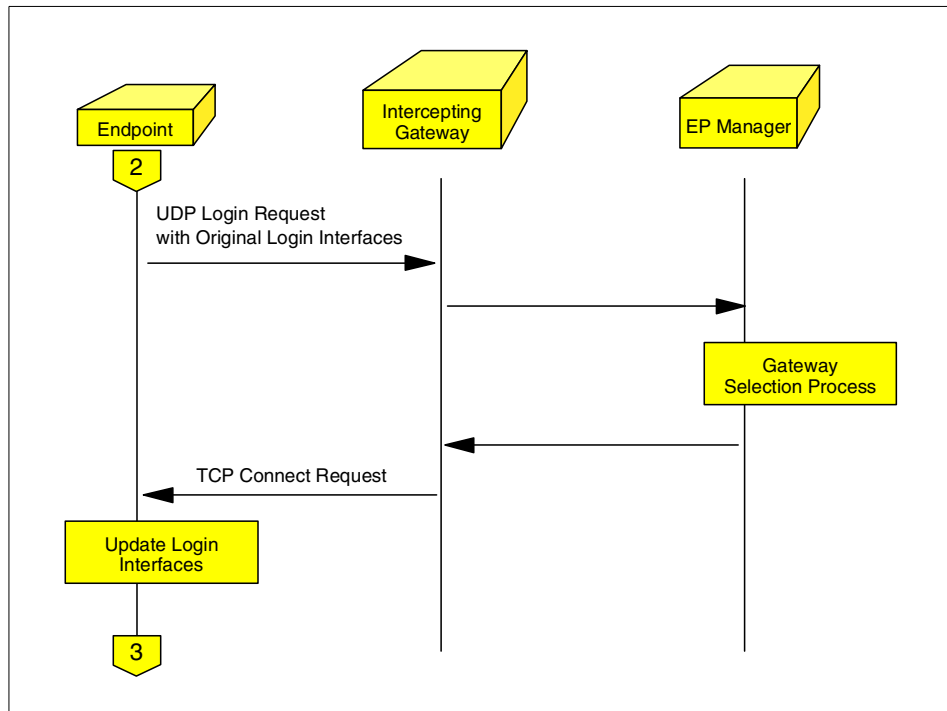 Endpoint
Intercepting
Gateway
EP Manager
2
UDP Login Request
with Original Login Interfaces
Gateway
Selection Process
TCP Connect Request
Update Login
Interfaces
3